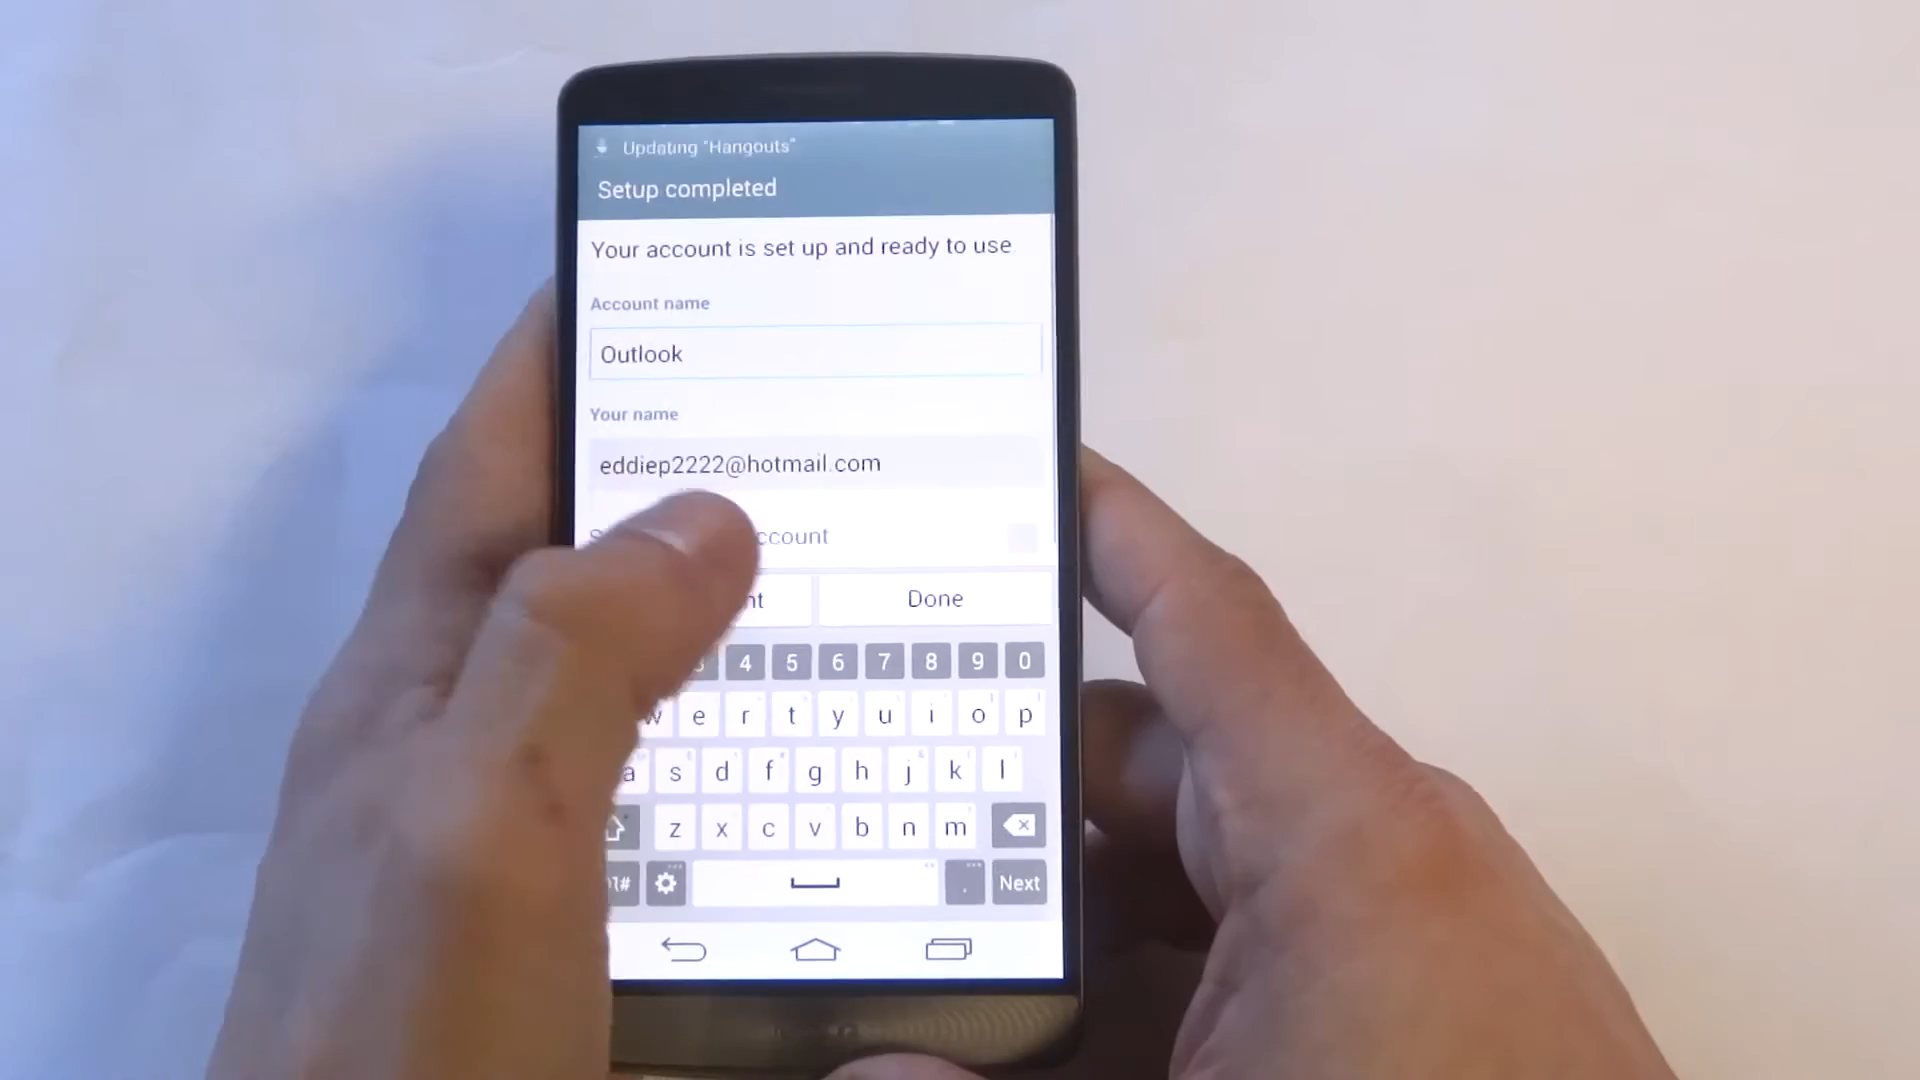 Updating "Hangouts"
Setup completed
Your account is set up and ready to use
Account name
Outlook
Your name
eddiep2222@hotmail.com
Done
4 5 6 7 8 9 0
w e r t y u i o p
a s d f g h j k l
z x c v b n m
. Next